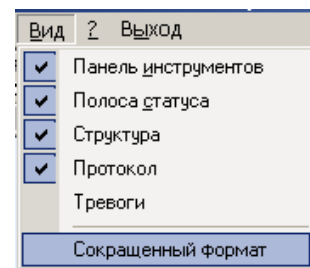 Вид ? Выход
Панель инструментов
Полоса статуса
Структура
Протокол
Тревоги
Сокращенный формат